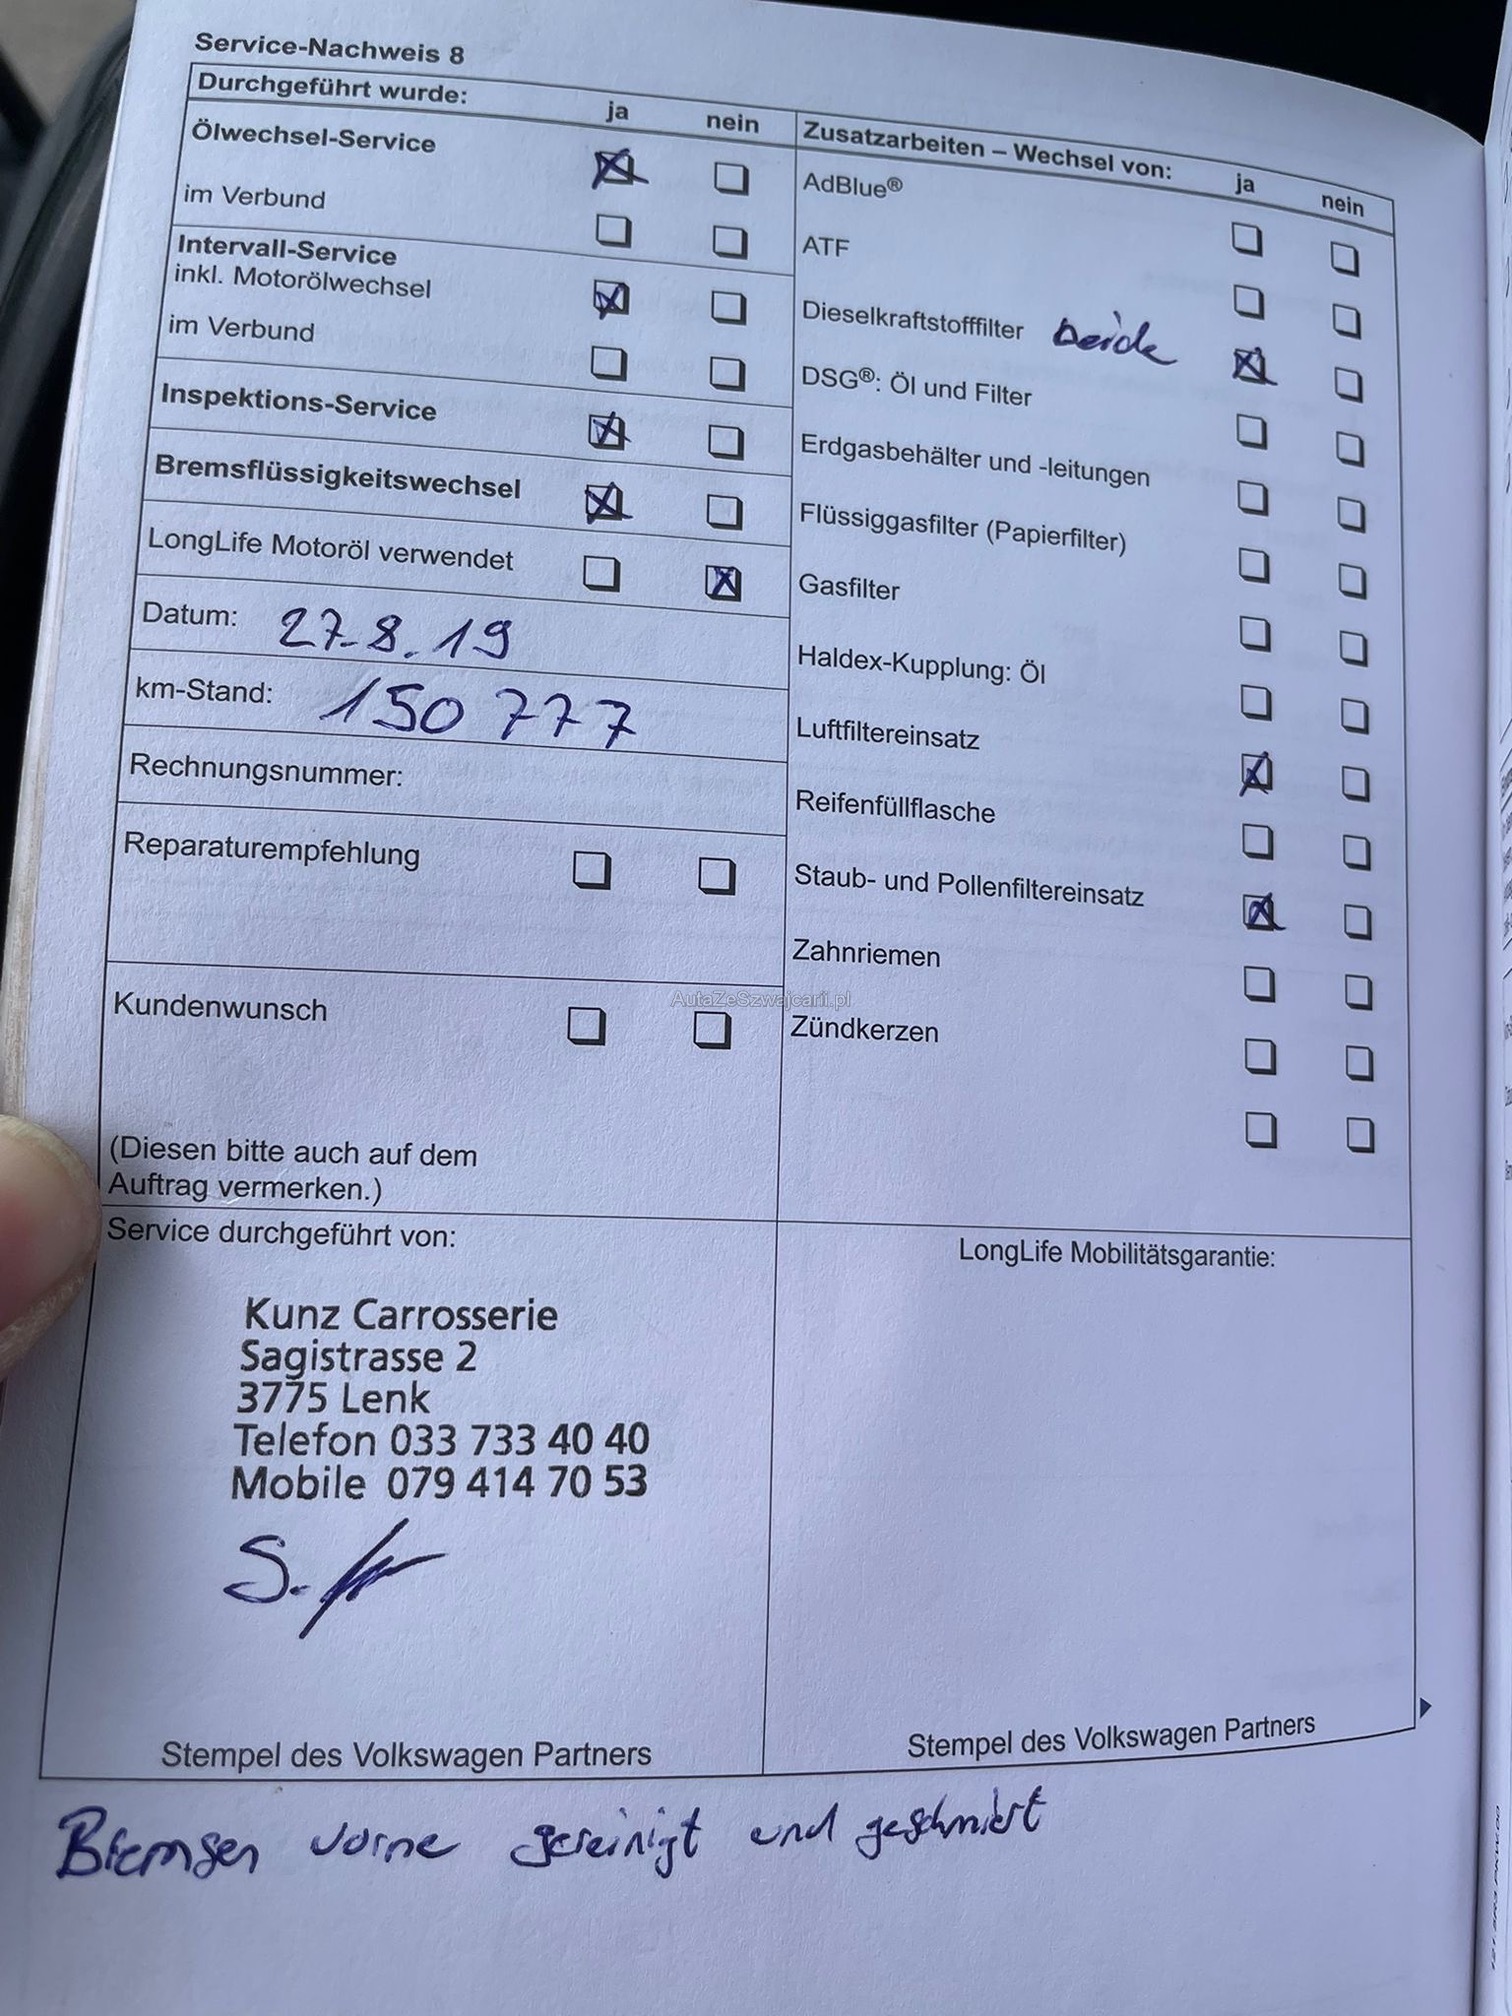 Service-Nachweis 8
Durchgeführt wurde: ja nein
Ölwechsel-Service
im Verbund
Intervall-Service
inkl. Motorölwechsel
im Verbund
Inspektions-Service
Bremsflüssigkeitswechsel
LongLife Motoröl verwendet
Datum: 27.8.19
km-Stand: 150 777
Rechnungsnummer:
Reparaturempfehlung
Kundenwunsch
(Diesen bitte auch auf dem
Auftrag vermerken.)
Zusatzarbeiten – Wechsel von: ja nein
AdBlue®
ATF
Dieselkraftstofffilter beide
DSG®: Öl und Filter
Erdgasbehälter und -leitungen
Flüssiggasfilter (Papierfilter)
Gasfilter
Haldex-Kupplung: Öl
Luftfiltereinsatz
Reifenfüllflasche
Staub- und Pollenfiltereinsatz
Zahnriemen
Zündkerzen
AutaZeSzwajcarii.pl
Service durchgeführt von:
Kunz Carrosserie
Sagistrasse 2
3775 Lenk
Telefon 033 733 40 40
Mobile 079 414 70 53
Stempel des Volkswagen Partners
LongLife Mobilitätsgarantie:
Stempel des Volkswagen Partners
Bremsen vorne gereinigt und geschmiert